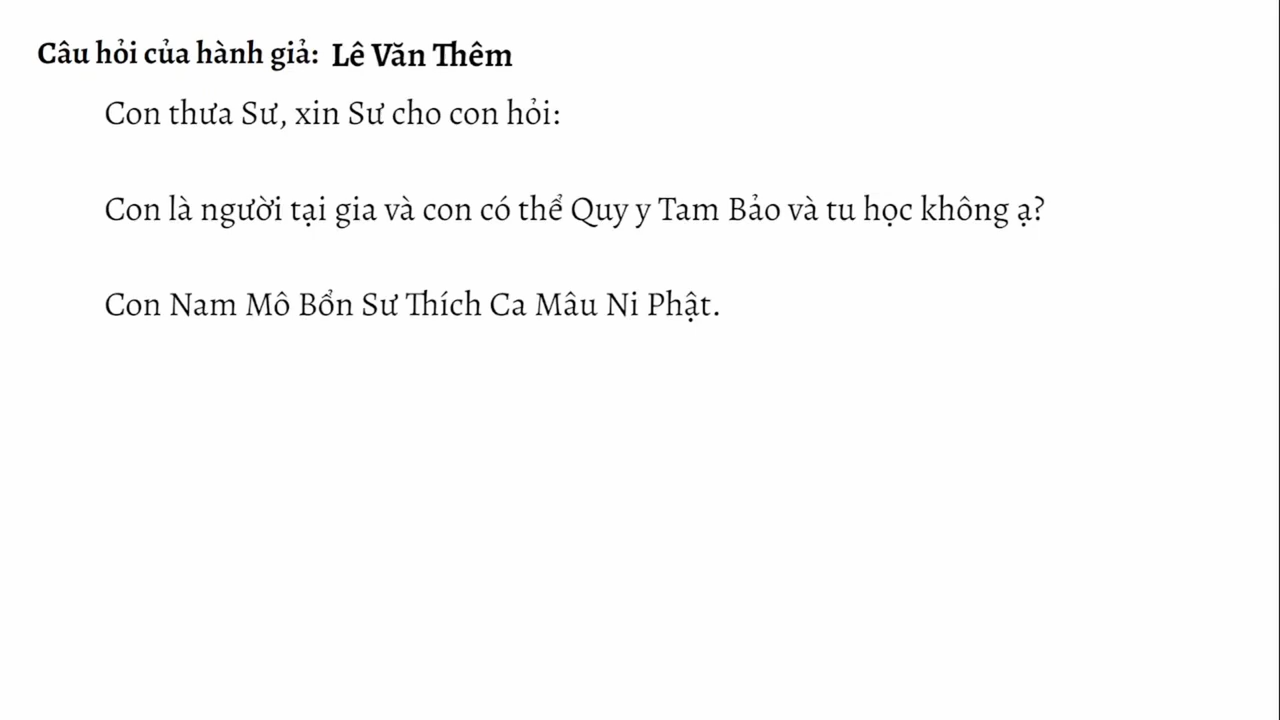 Câu hỏi của hành giả: Lê Văn Thêm
Con thưa Sư, xin Sư cho con hỏi:
Con là người tại gia và con có thể Quy y Tam Bảo và tu học không ạ?
Con Nam Mô Bổn Sư Thích Ca Mâu Ni Phật.